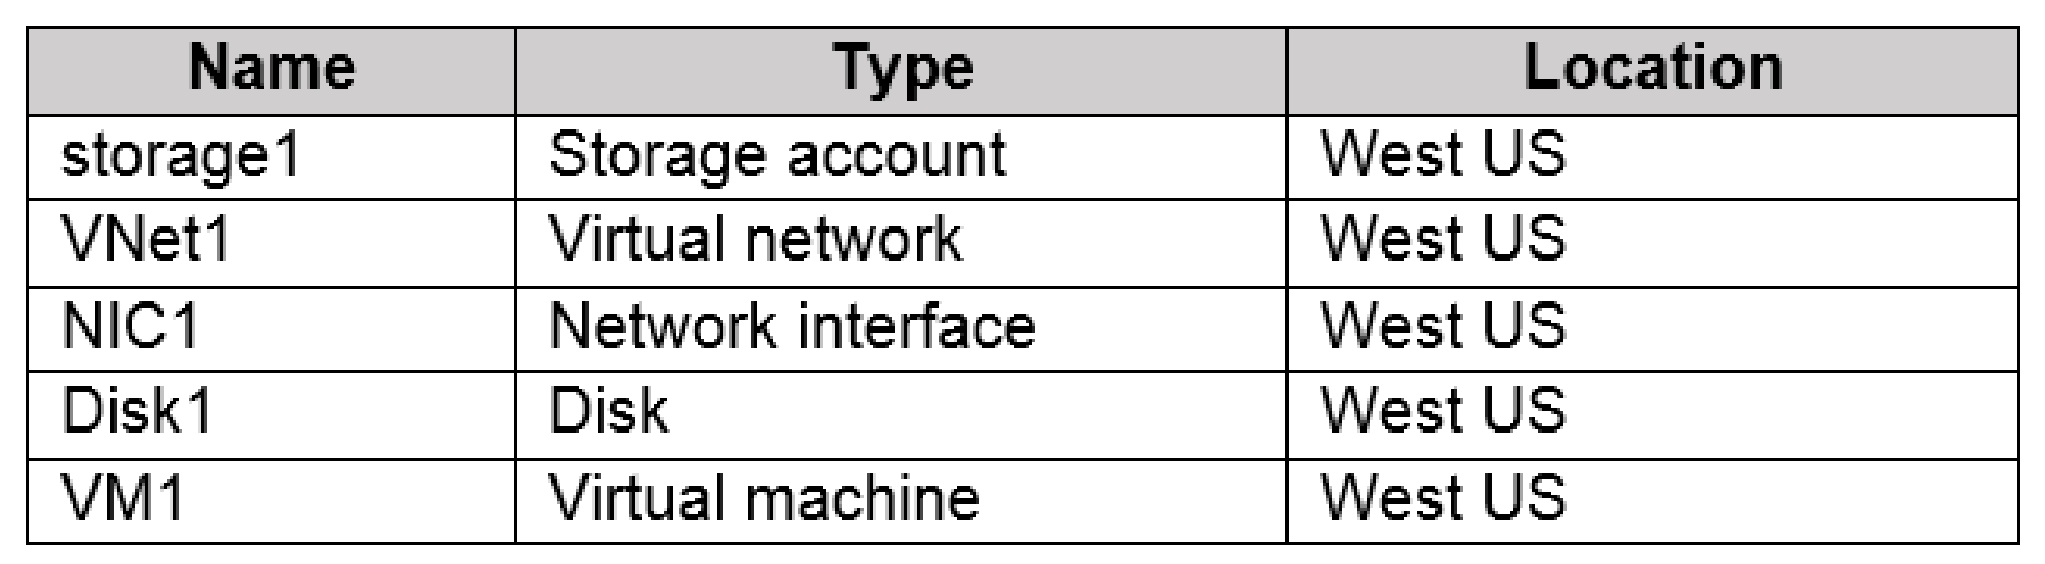 Name Type Location
storage1 Storage account West US
VNet1 Virtual network West US
NIC1 Network interface West US
Disk1 Disk West US
VM1 Virtual machine West US